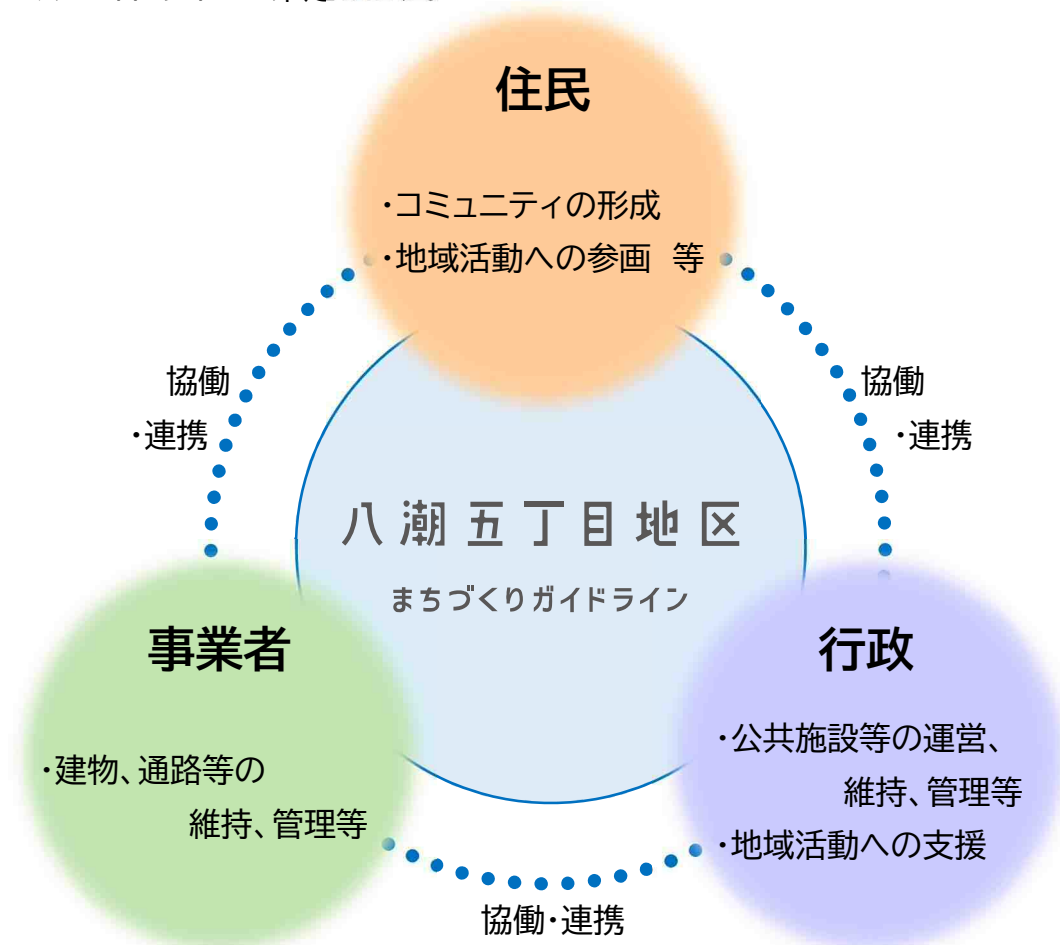 住民
・コミュニティの形成
・地域活動への参画 等
協働
・連携
協働
・連携
八潮五丁目地区
まちづくりガイドライン
事業者
・建物、通路等の
維持、管理等
行政
・公共施設等の運営、
維持、管理等
・地域活動への支援
協働・連携